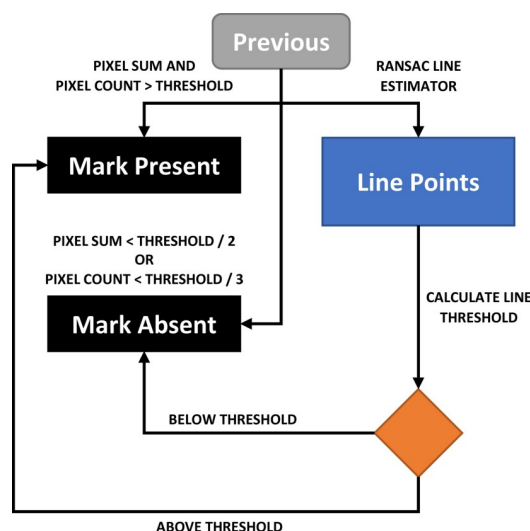 Previous
PIXEL SUM AND
PIXEL COUNT > THRESHOLD
RANSAC LINE
ESTIMATOR
Mark Present
Line Points
PIXEL SUM < THRESHOLD / 2
OR
PIXEL COUNT < THRESHOLD / 3
Mark Absent
CALCULATE LINE
THRESHOLD
BELOW THRESHOLD
ABOVE THRESHOLD